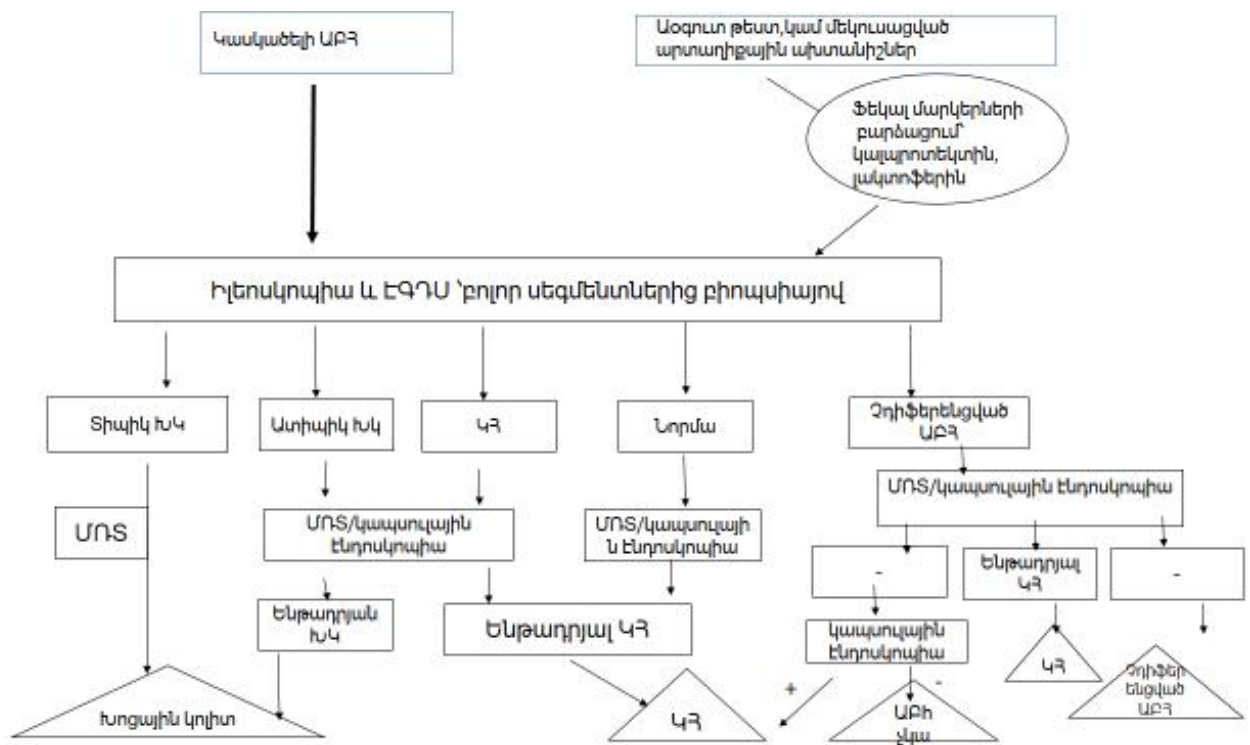 Կասկածելի ԱԲՀ
Աօգուտ թեստ,կամ մեկուսացված
արտաղիքային ախտանիշներ
Ֆեկալ մարկերների
բարձացում՝
կալպրոտեկտին,
լակտոֆերին
Իլեոսկոպիա և ԷԳԴՍ ՝բոլոր սեգմենտներից բիոպսիայով
Տիպիկ ԽԿ
Ատիպիկ Խկ
ԿՀ
Նորմա
Չդիֆերենցված
ԱԲՀ
ՄՌՏ
ՄՌՏ/կապսուլային
էնդոսկոպիա
ՄՌՏ/կապսուլայի
ն էնդոսկոպիա
ՄՌՏ/կապսուլային էնդոսկոպիա
-
Ենթադրյալ
ԿՀ
-
Ենթադրյան
ԽԿ
Ենթադրյալ ԿՀ
կապսուլային
էնդոսկոպիա
+
-
Խոցային կոլիտ
ԿՀ
ԱԲՀ
չկա
ԿՀ
Չդիֆեր
ենցված
ԱԲՀ